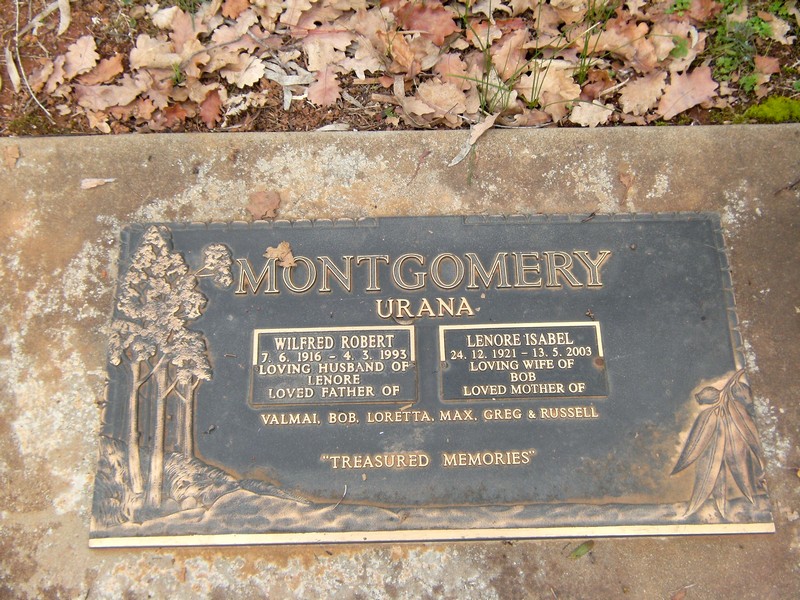 MONTGOMERY
URANA
WILFRED ROBERT
7. 6. 1916 - 4. 3. 1993
LOVING HUSBAND OF
LENORE
LOVED FATHER OF
LENORE ISABEL
24. 12. 1921 - 13. 5. 2003
LOVING WIFE OF
BOB
LOVED MOTHER OF
VALMAI, BOB, LORETTA, MAX, GREG & RUSSELL
"TREASURED MEMORIES"